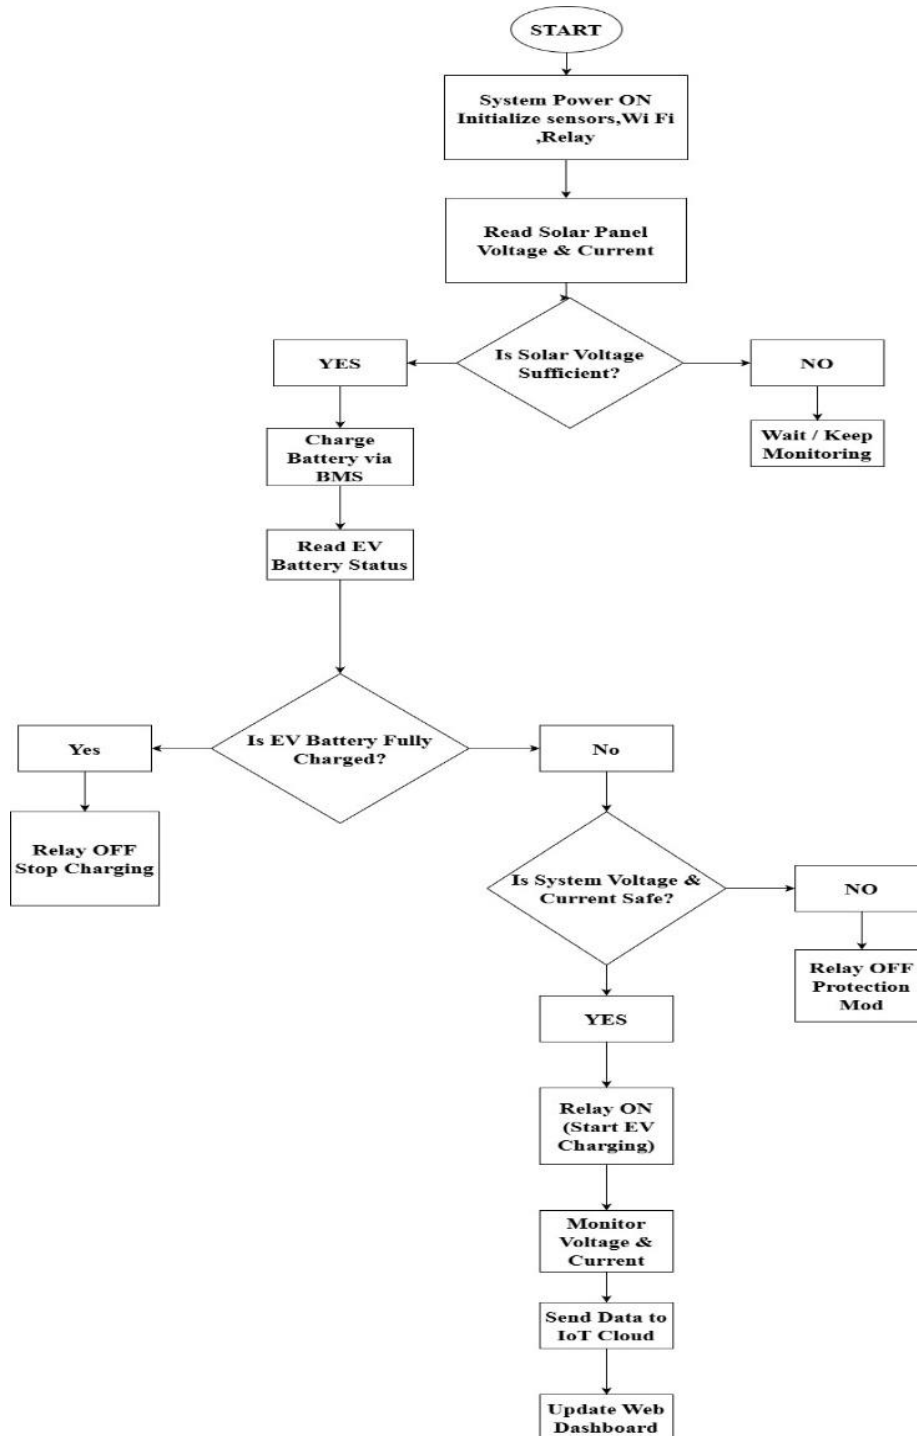 START
System Power ON
Initialize sensors,Wi Fi
,Relay
Read Solar Panel
Voltage & Current
Is Solar Voltage
Sufficient?
YES
NO
Charge
Battery via
BMS
Wait / Keep
Monitoring
Read EV
Battery Status
Is EV Battery Fully
Charged?
Yes
No
Relay OFF
Stop Charging
Is System Voltage &
Current Safe?
NO
Relay OFF
Protection
Mod
YES
Relay ON
(Start EV
Charging)
Monitor
Voltage &
Current
Send Data to
IoT Cloud
Update Web
Dashboard